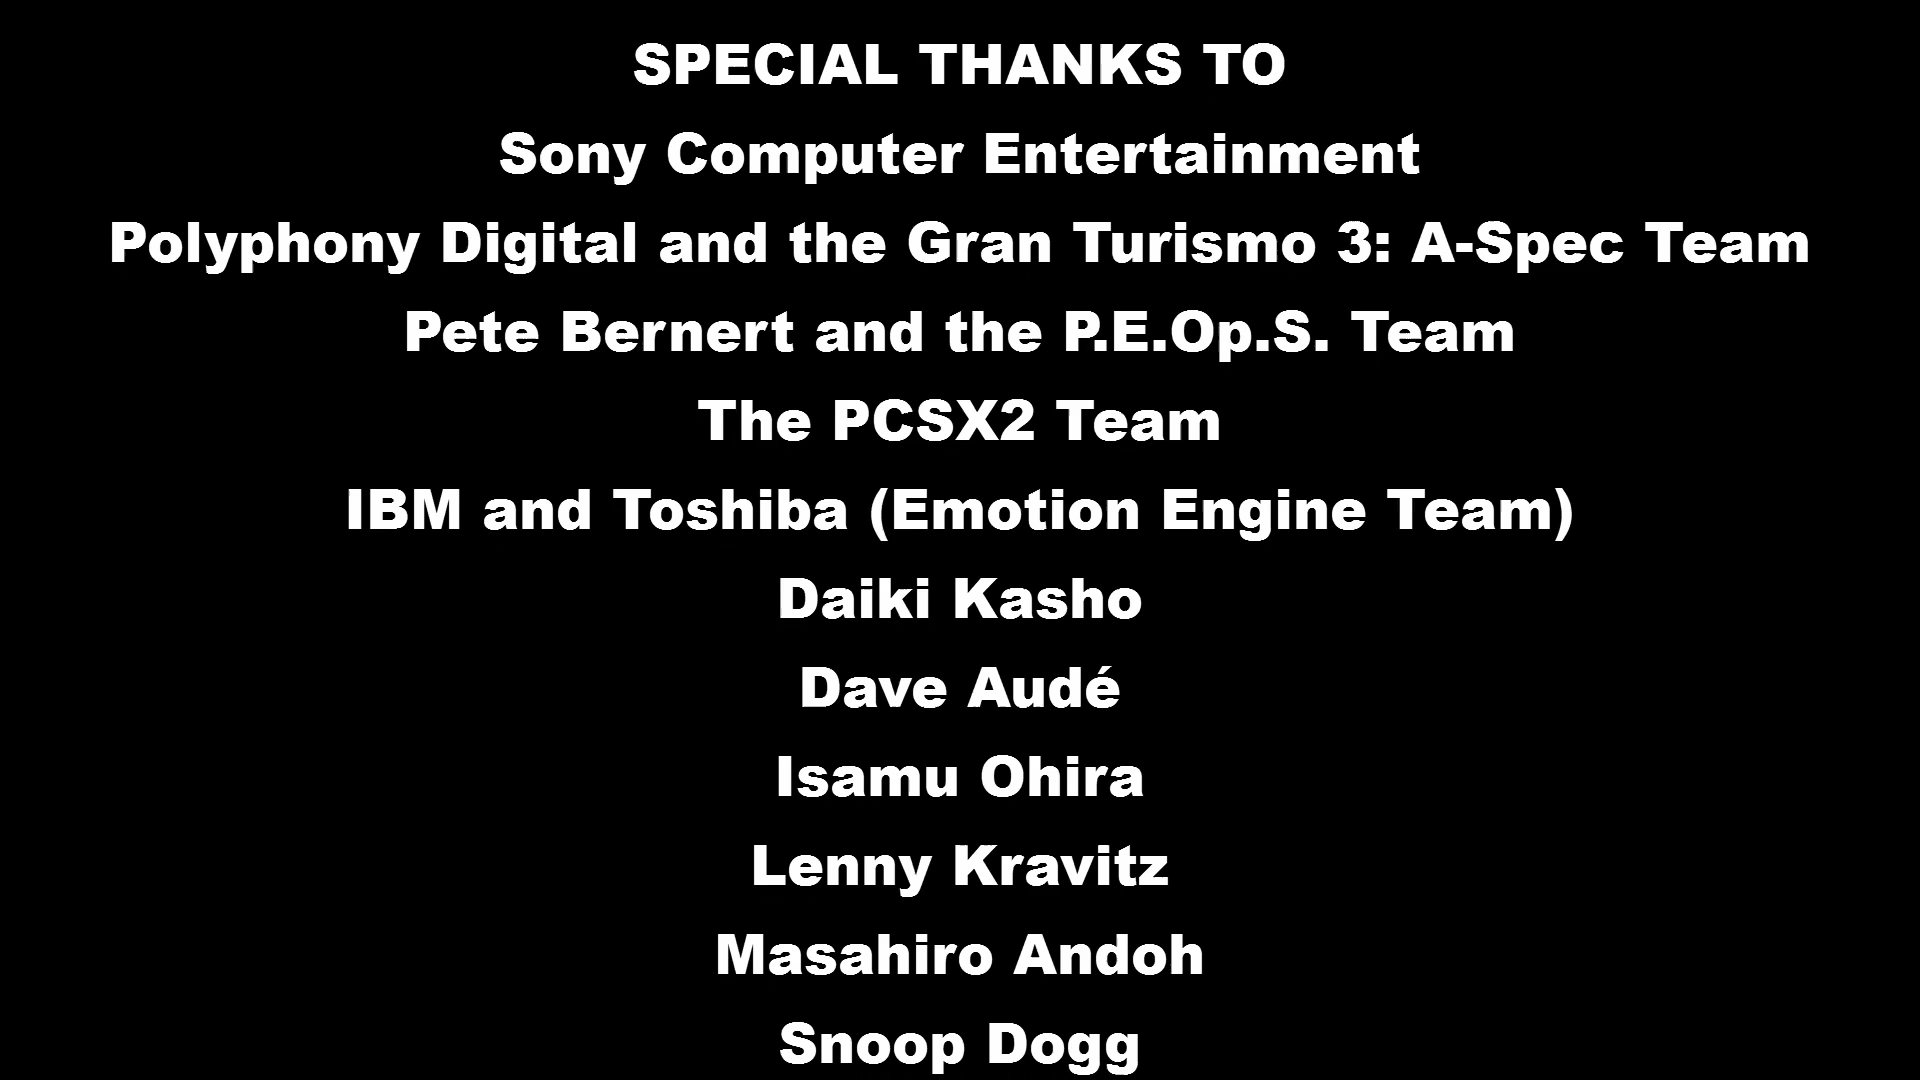 SPECIAL THANKS TO
Sony Computer Entertainment
Polyphony Digital and the Gran Turismo 3: A-Spec Team
Pete Bernert and the P.E.Op.S. Team
The PCSX2 Team
IBM and Toshiba (Emotion Engine Team)
Daiki Kasho
Dave Audé
Isamu Ohira
Lenny Kravitz
Masahiro Andoh
Snoop Dogg